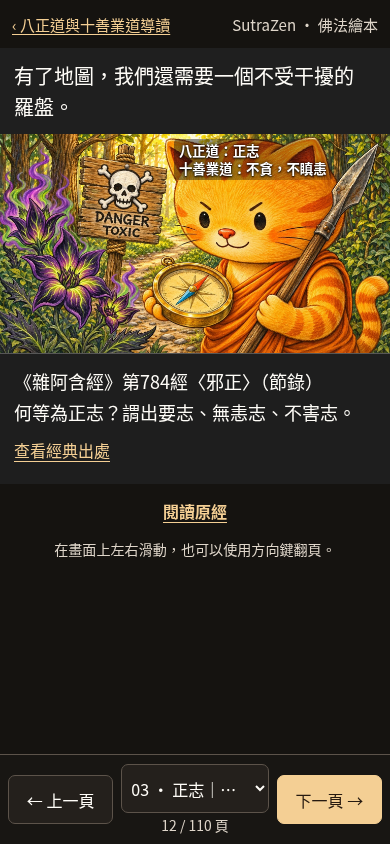 ‹ 八正道與十善業道導讀
SutraZen · 佛法繪本
有了地圖，我們還需要一個不受干擾的
羅盤。
八正道：正志
十善業道：不貪，不瞋恚
DANGER
TOXIC
《雜阿含經》第784經〈邪正〉（節錄）
何等為正志？謂出要志、無恚志、不害志。
查看經典出處
閱讀原經
在畫面上左右滑動，也可以使用方向鍵翻頁。
← 上一頁
03 · 正志｜⋯
下一頁 →
12 / 110 頁